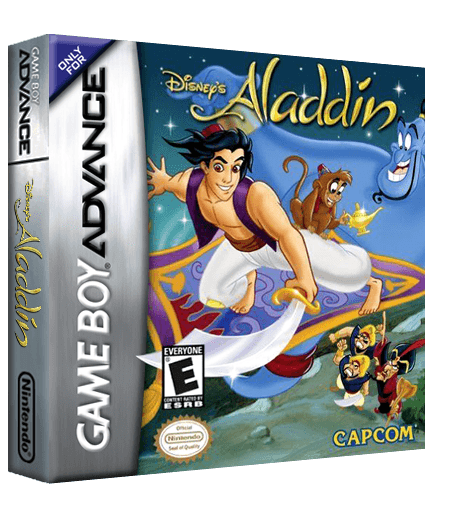 GAME BOY
ADVANCE
Disney's
Aladdin
Nintendo
ONLY
FOR
GAME BOY ADVANCE
Disney's
Aladdin
EVERYONE
E
CONTENT RATED BY
ESRB
Official
Nintendo
Seal of Quality
CAPCOM